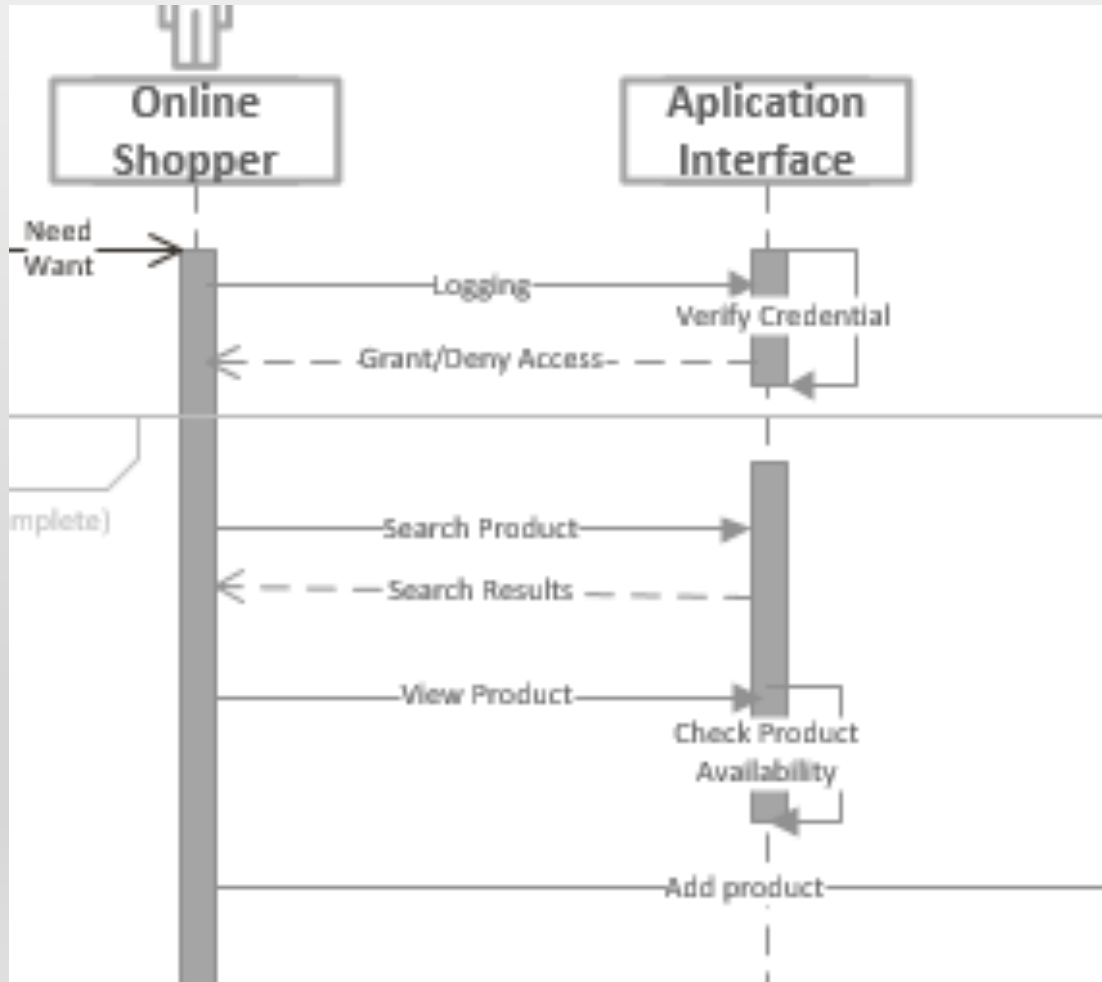 Online
Shopper
Aplication
Interface
Need
Want
Logging
Verify Credential
Grant/Deny Access
mplete)
Search Product
Search Results
View Product
Check Product
Availability
Add product